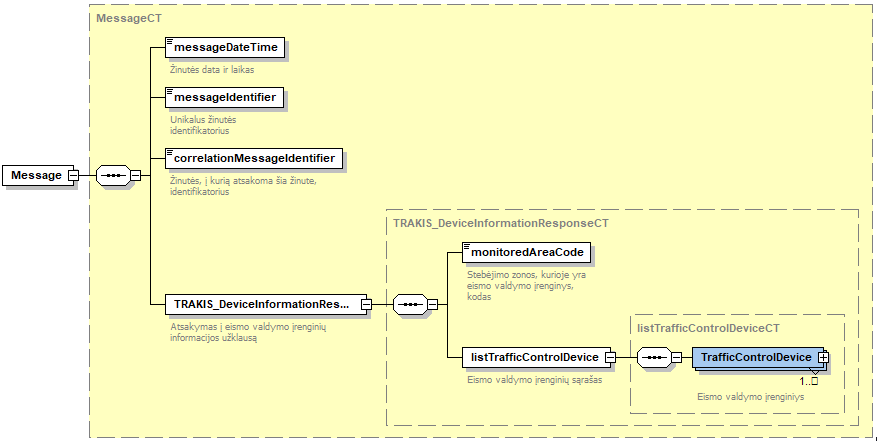 MessageCT
messageDateTime
Žinutės data ir laikas
messageIdentifier
Unikalus žinutės
identifikatorius
correlationMessageIdentifier
Žinutės, į kurią atsakoma šia žinute,
identifikatorius
Message
TRAKIS_DeviceInformationResponseCT
monitoredAreaCode
Stebėjimo zonos, kurioje yra
eismo valdymo įrenginys,
kodas
TRAKIS_DeviceInformationRes...
Atsakymas į eismo valdymo įrenginių
informacijos užklausą
listTrafficControlDeviceCT
listTrafficControlDevice
Eismo valdymo įrenginių sąrašas
TrafficControlDevice
1..□
Eismo valdymo įrenginiys